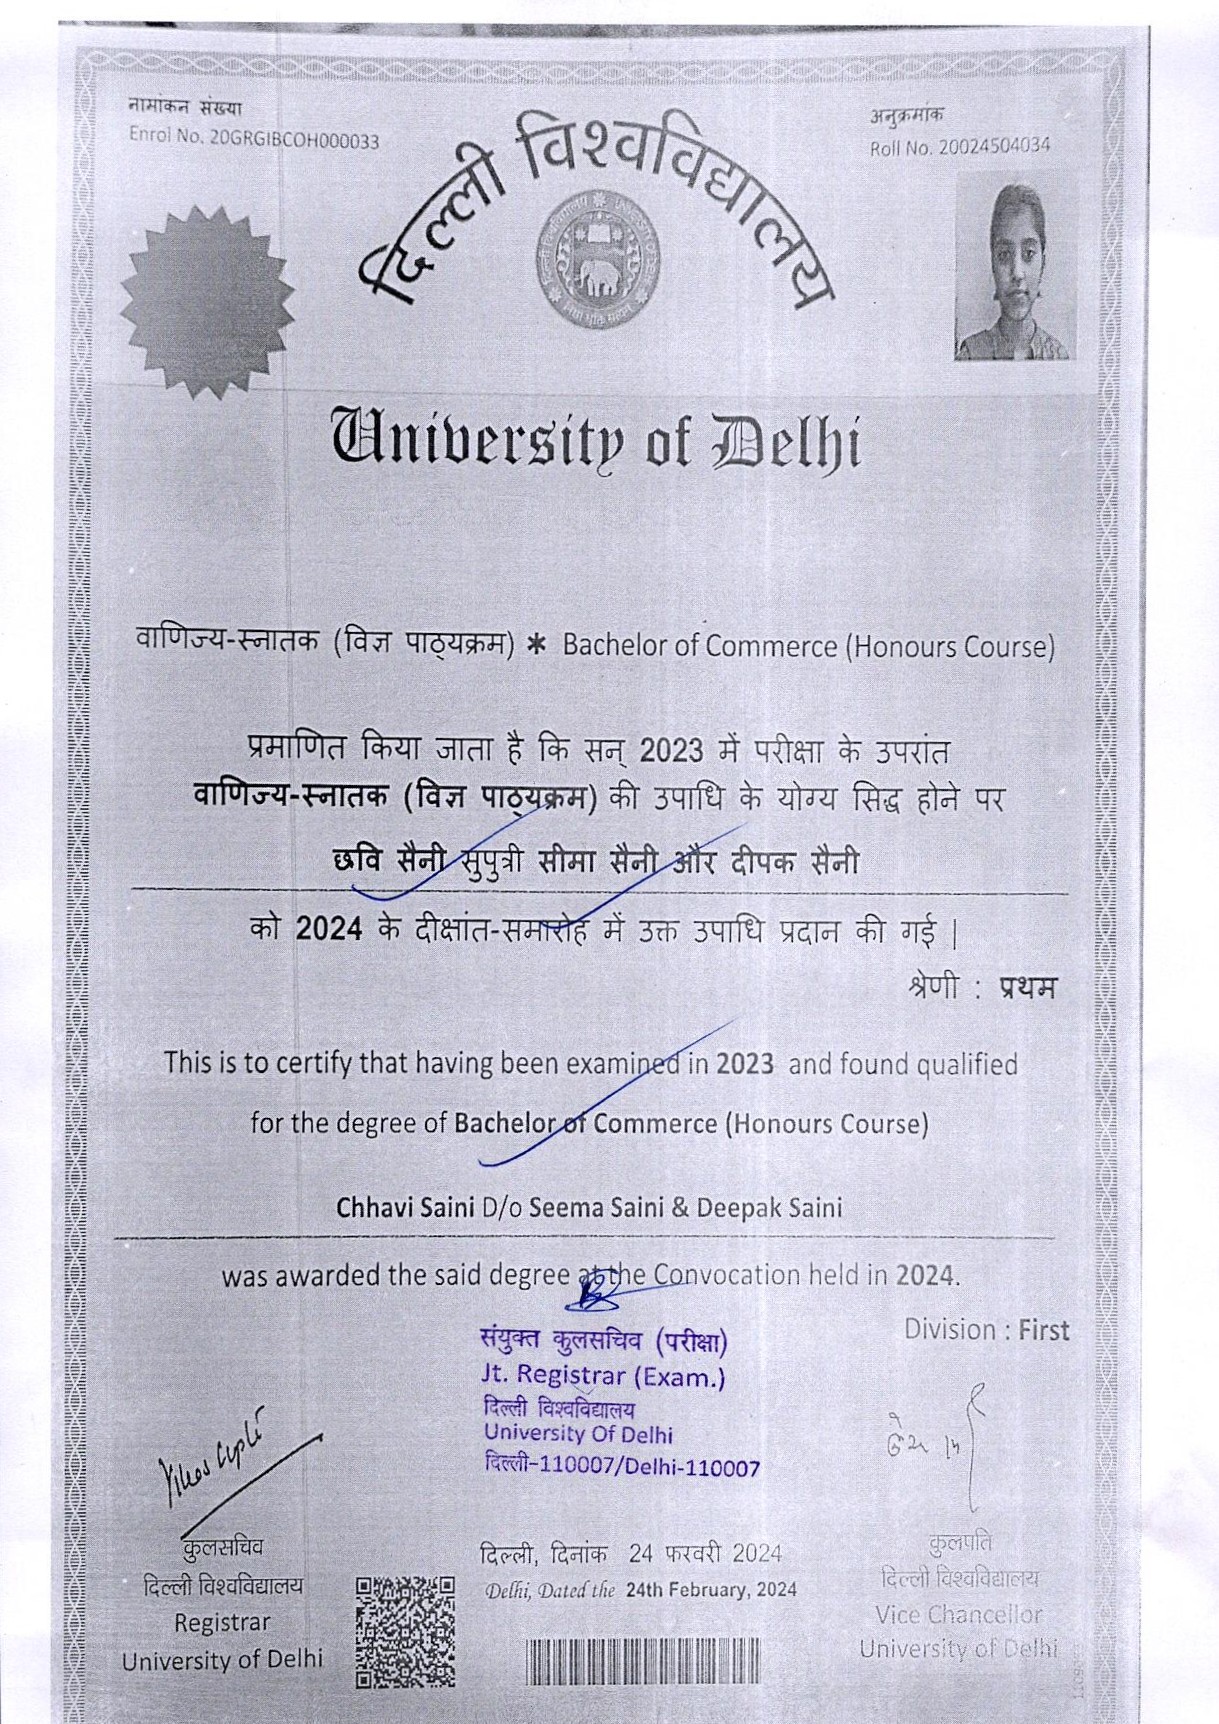 नामांकन संख्या
Enrol No. 20GRGIBCOH000033
अनुक्रमांक
Roll No. 20024504034
दिल्ली विश्वविद्यालय
University of Delhi
वाणिज्य-स्नातक (विज्ञ पाठ्यक्रम) * Bachelor of Commerce (Honours Course)
प्रमाणित किया जाता है कि सन् 2023 में परीक्षा के उपरांत
वाणिज्य-स्नातक (विज्ञ पाठ्यक्रम) की उपाधि के योग्य सिद्ध होने पर
छवि सैनी सुपुत्री सीमा सैनी और दीपक सैनी
को 2024 के दीक्षांत-समारोह में उक्त उपाधि प्रदान की गई |
श्रेणी : प्रथम
This is to certify that having been examined in 2023 and found qualified
for the degree of Bachelor of Commerce (Honours Course)
Chhavi Saini D/o Seema Saini & Deepak Saini
was awarded the said degree at the Convocation held in 2024.
Division : First
संयुक्त कुलसचिव (परीक्षा)
Jt. Registrar (Exam.)
दिल्ली विश्वविद्यालय
University Of Delhi
दिल्ली-110007/Delhi-110007
Vikas Gupta
कुलसचिव
दिल्ली विश्वविद्यालय
Registrar
University of Delhi
दिल्ली, दिनांक 24 फरवरी 2024
Delhi, Dated the 24th February, 2024
कुलपति
दिल्ली विश्वविद्यालय
Vice Chancellor
University of Delhi